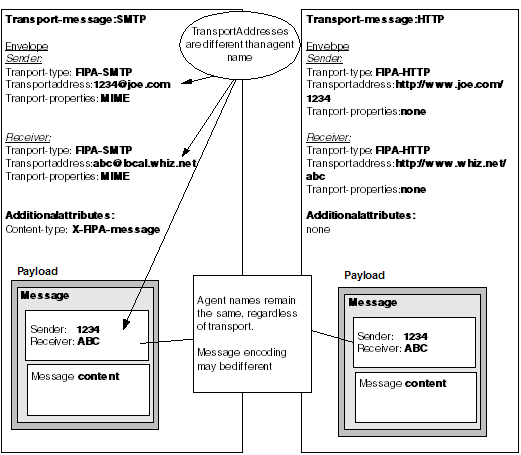 Transport-message:SMTP
Envelope
Sender:
Tranport-type: FIPA-SMTP
Transportaddress:1234@joe.com
Tranport-properties: MIME
Receiver:
Tranport-type: FIPA-SMTP
Transportaddress:abc@local.whiz.net
Tranport-properties: MIME
Additionalattributes:
Content-type: X-FIPA-message
Payload
Message
Sender: 1234
Receiver: ABC
Message content
TransportAddresses
are different than agent
name
Agent names remain
the same, regardless
of transport.
Message encoding
may bedifferent
Transport-message:HTTP
Envelope
Sender:
Tranport-type: FIPA-HTTP
Transportaddress:http://www.joe.com/
1234
Tranport-properties:none
Receiver:
Tranport-type: FIPA-HTTP
Transportaddress:http://www.whiz.net/
abc
Tranport-properties:none
Additionalattributes:
none
Payload
Message
Sender: 1234
Receiver: ABC
Message content